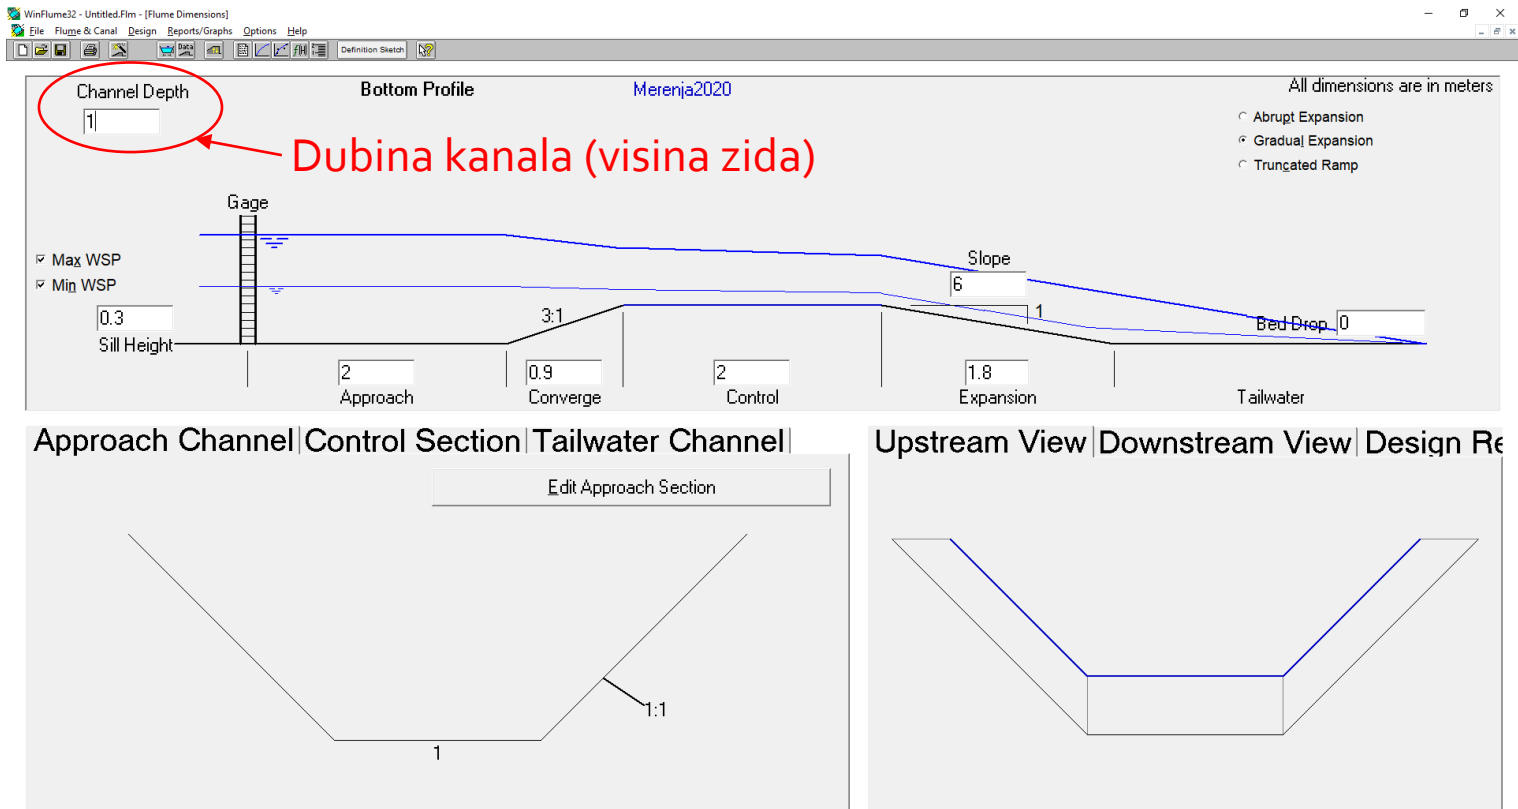 WinFlume32 - Untitled.Flm - [Flume Dimensions]
File Flume & Canal Design Reports/Graphs Options Help
Data fH Definition Sketch
Channel Depth
1
Bottom Profile
Merenja2020
All dimensions are in meters
Abrupt Expansion
Gradual Expansion
Truncated Ramp
Dubina kanala (visina zida)
Gage
Max WSP
Min WSP
0.3
Sill Height
3:1
Slope
6
1
Bed Drop 0
2
Approach
0.9
Converge
2
Control
1.8
Expansion
Tailwater
Approach Channel Control Section Tailwater Channel
Edit Approach Section
1:1
1
Upstream View Downstream View Design Re